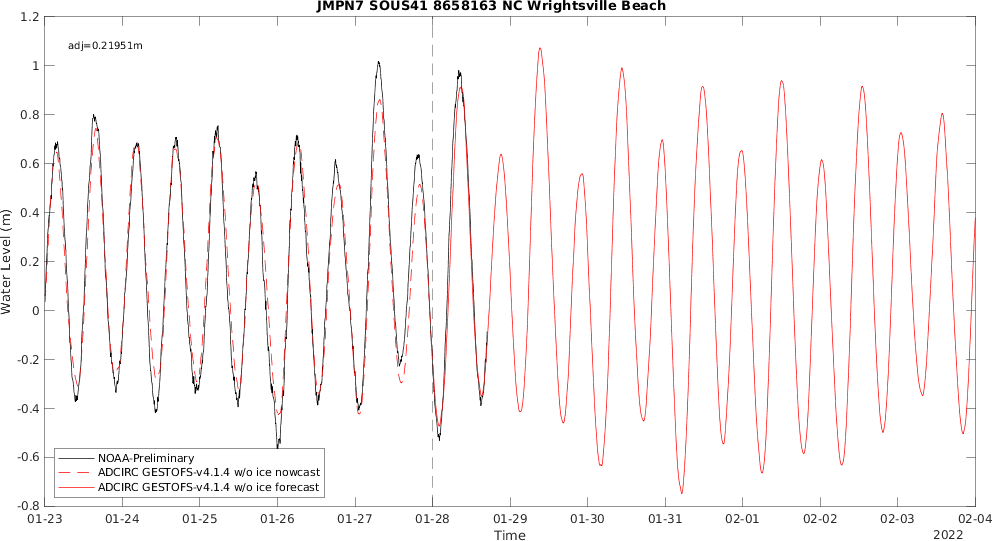 JMPN7 SOUS41 8658163 NC Wrightsville Beach
1.2
1
0.8
0.6
0.4
0.2
0
-0.2
-0.4
-0.6
-0.8
Water Level (m)
adj=0.21951m
NOAA-Preliminary
ADCIRC GESTOFS-v4.1.4 w/o ice nowcast
ADCIRC GESTOFS-v4.1.4 w/o ice forecast
01-23 01-24 01-25 01-26 01-27 01-28 01-29 01-30 01-31 02-01 02-02 02-03 02-04
Time
2022